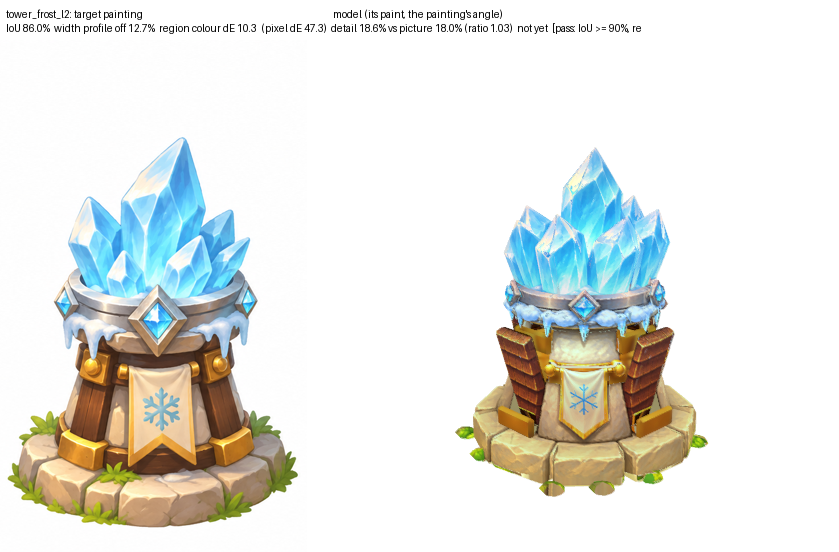 tower_frost_l2: target painting
model (its paint, the painting's angle)
IoU 86.0% width profile off 12.7% region colour dE 10.3 (pixel dE 47.3) detail 18.6% vs picture 18.0% (ratio 1.03) not yet [pass: IoU >= 90%, re